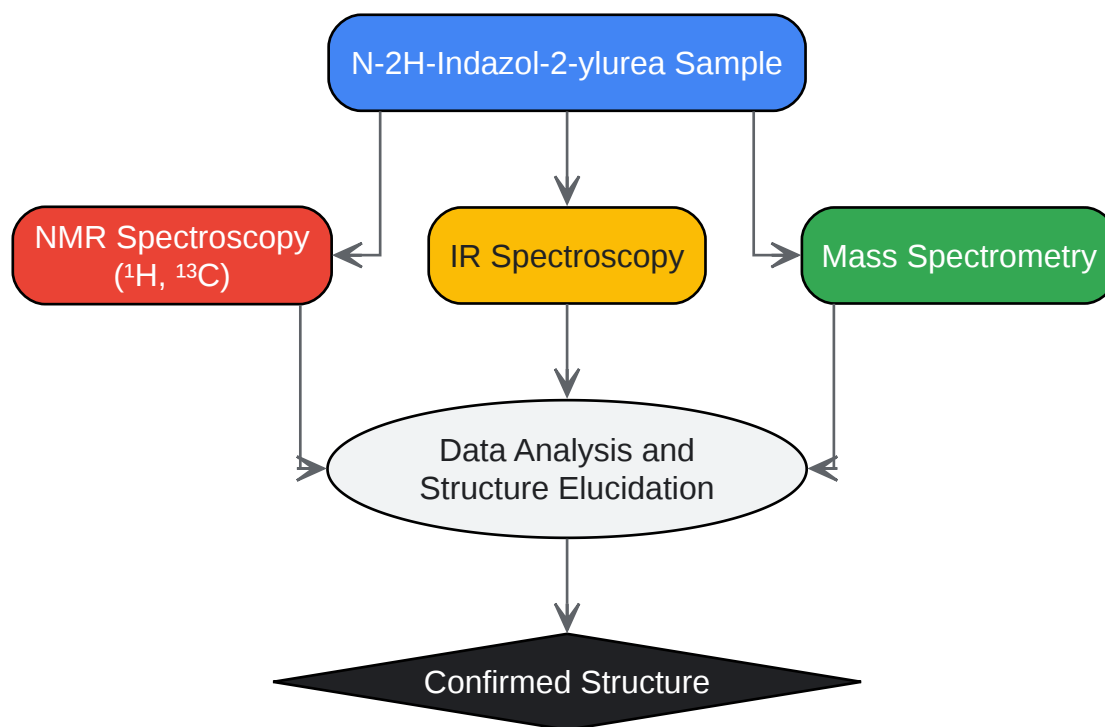 N-2H-Indazol-2-ylurea Sample
NMR Spectroscopy
(¹H, ¹³C)
IR Spectroscopy
Mass Spectrometry
Data Analysis and
Structure Elucidation
Confirmed Structure